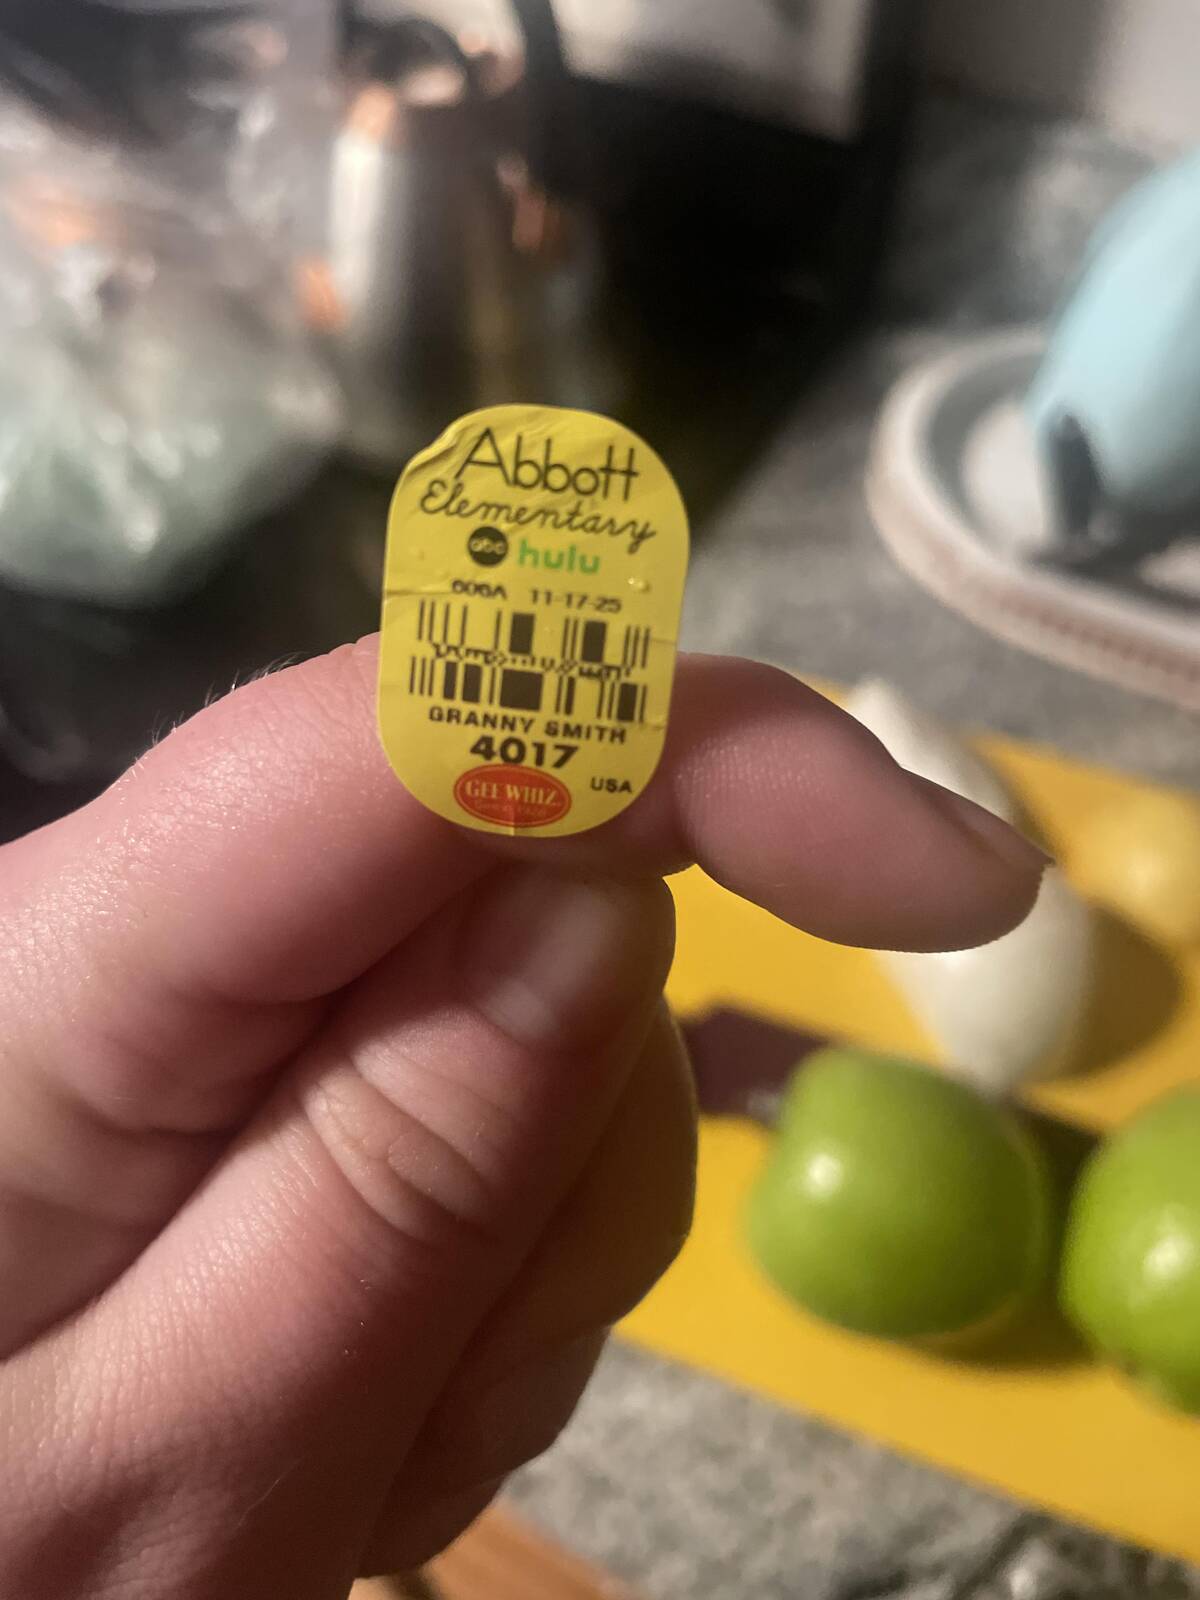 Abbott
Elementary
abc hulu
606A 11-17-25
GRANNY SMITH
4017
GEE WHIZ
USA